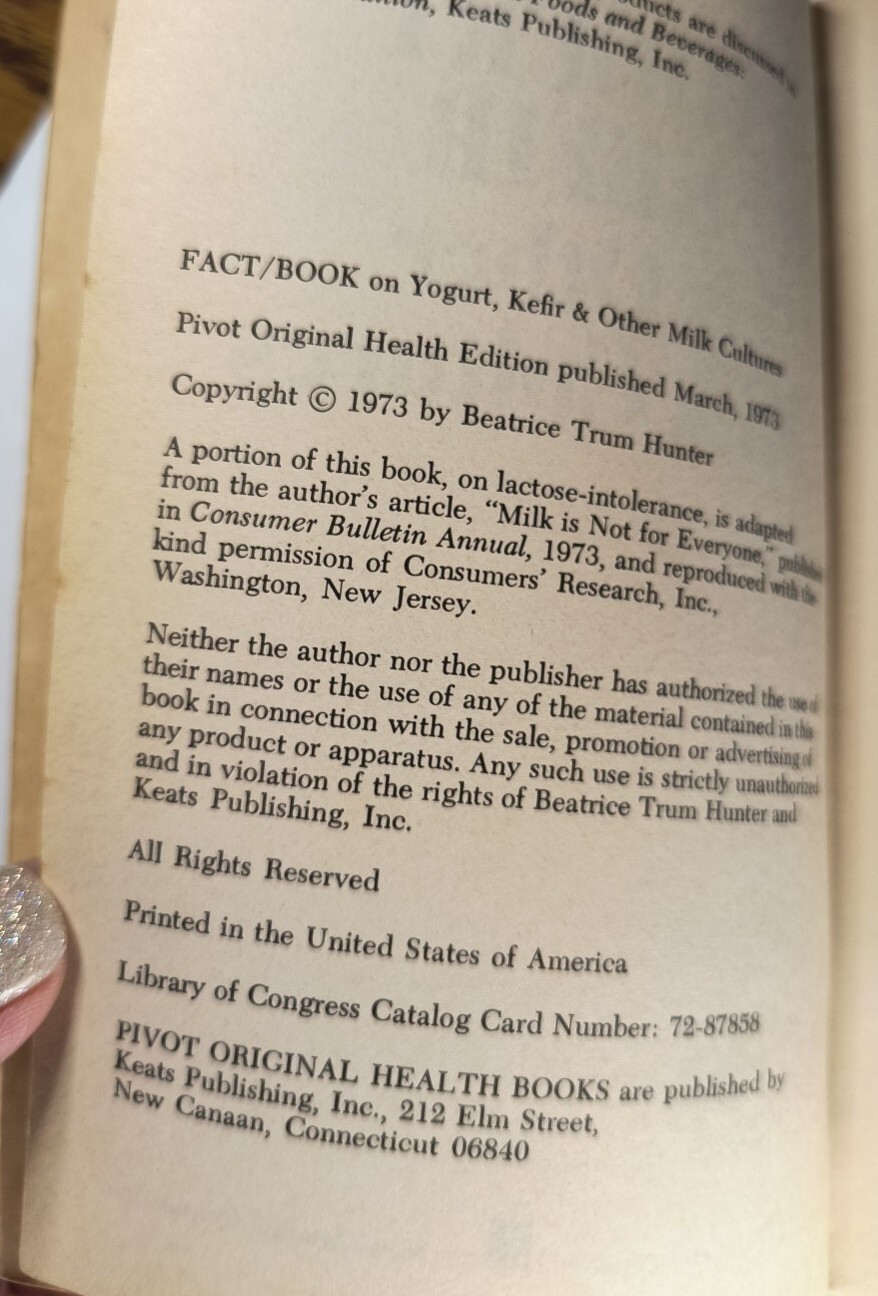 are discussed
Foods and Beverages:
Keats Publishing, Inc.
FACT/BOOK on Yogurt, Kefir & Other Milk Cultures
Pivot Original Health Edition published March, 1973
Copyright © 1973 by Beatrice Trum Hunter
A portion of this book, on lactose-intolerance, is adapted
from the author's article, "Milk is Not for Everyone,"
in Consumer Bulletin Annual, 1973, and reproduced with the
kind permission of Consumers' Research, Inc.,
Washington, New Jersey.
Neither the author nor the publisher has authorized the use of
their names or the use of any of the material contained in this
book in connection with the sale, promotion or advertising of
any product or apparatus. Any such use is strictly unauthorized
and in violation of the rights of Beatrice Trum Hunter and
Keats Publishing, Inc.
All Rights Reserved
Printed in the United States of America
Library of Congress Catalog Card Number: 72-87858
PIVOT ORIGINAL HEALTH BOOKS are published by
Keats Publishing, Inc., 212 Elm Street,
New Canaan, Connecticut 06840